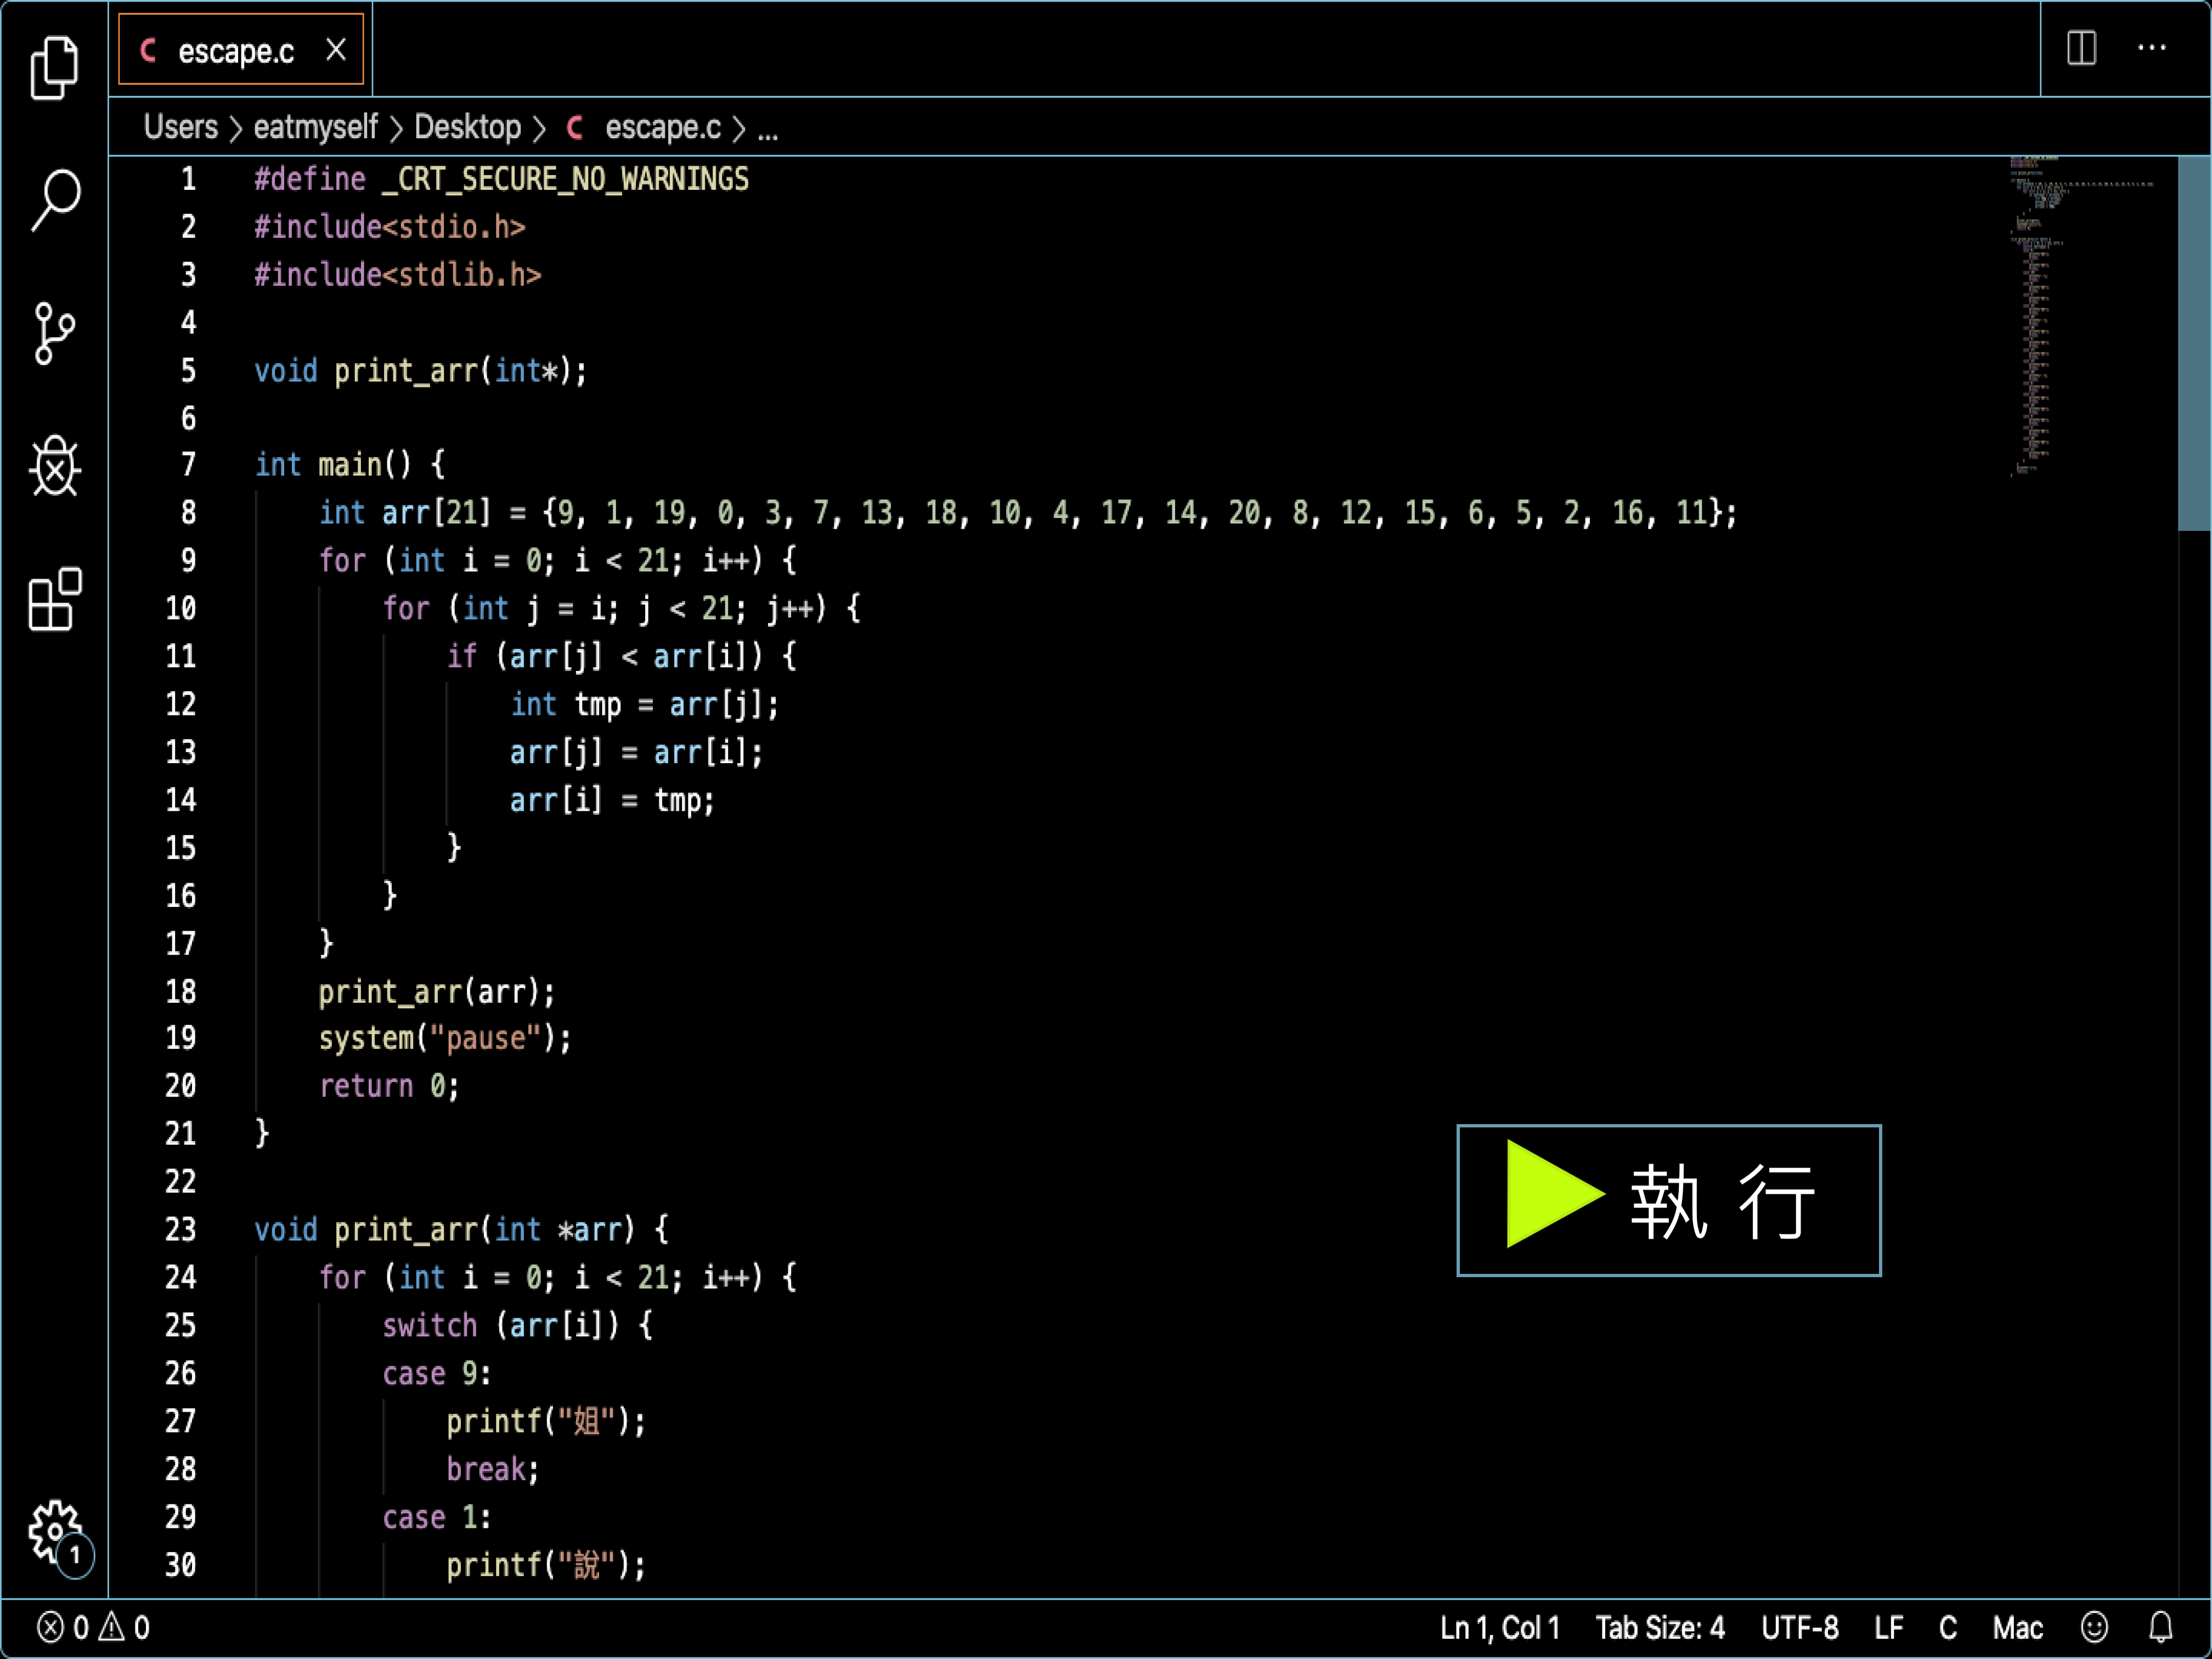 escape.c
Users > eatmyself > Desktop > C escape.c > ...
1 #define _CRT_SECURE_NO_WARNINGS
2 #include<stdio.h>
3 #include<stdlib.h>
4
5 void print_arr(int*);
6
7 int main() {
8     int arr[21] = {9, 1, 19, 0, 3, 7, 13, 18, 10, 4, 17, 14, 20, 8, 12, 15, 6, 5, 2, 16, 11};
9     for (int i = 0; i < 21; i++) {
10         for (int j = i; j < 21; j++) {
11             if (arr[j] < arr[i]) {
12                 int tmp = arr[j];
13                 arr[j] = arr[i];
14                 arr[i] = tmp;
15             }
16         }
17     }
18     print_arr(arr);
19     system("pause");
20     return 0;
21 }
22
23 void print_arr(int *arr) {
24     for (int i = 0; i < 21; i++) {
25         switch (arr[i]) {
26         case 9:
27             printf("姐");
28             break;
29         case 1:
30             printf("說");
執行
1
0 0 Ln 1, Col 1 Tab Size: 4 UTF-8 LF C Mac